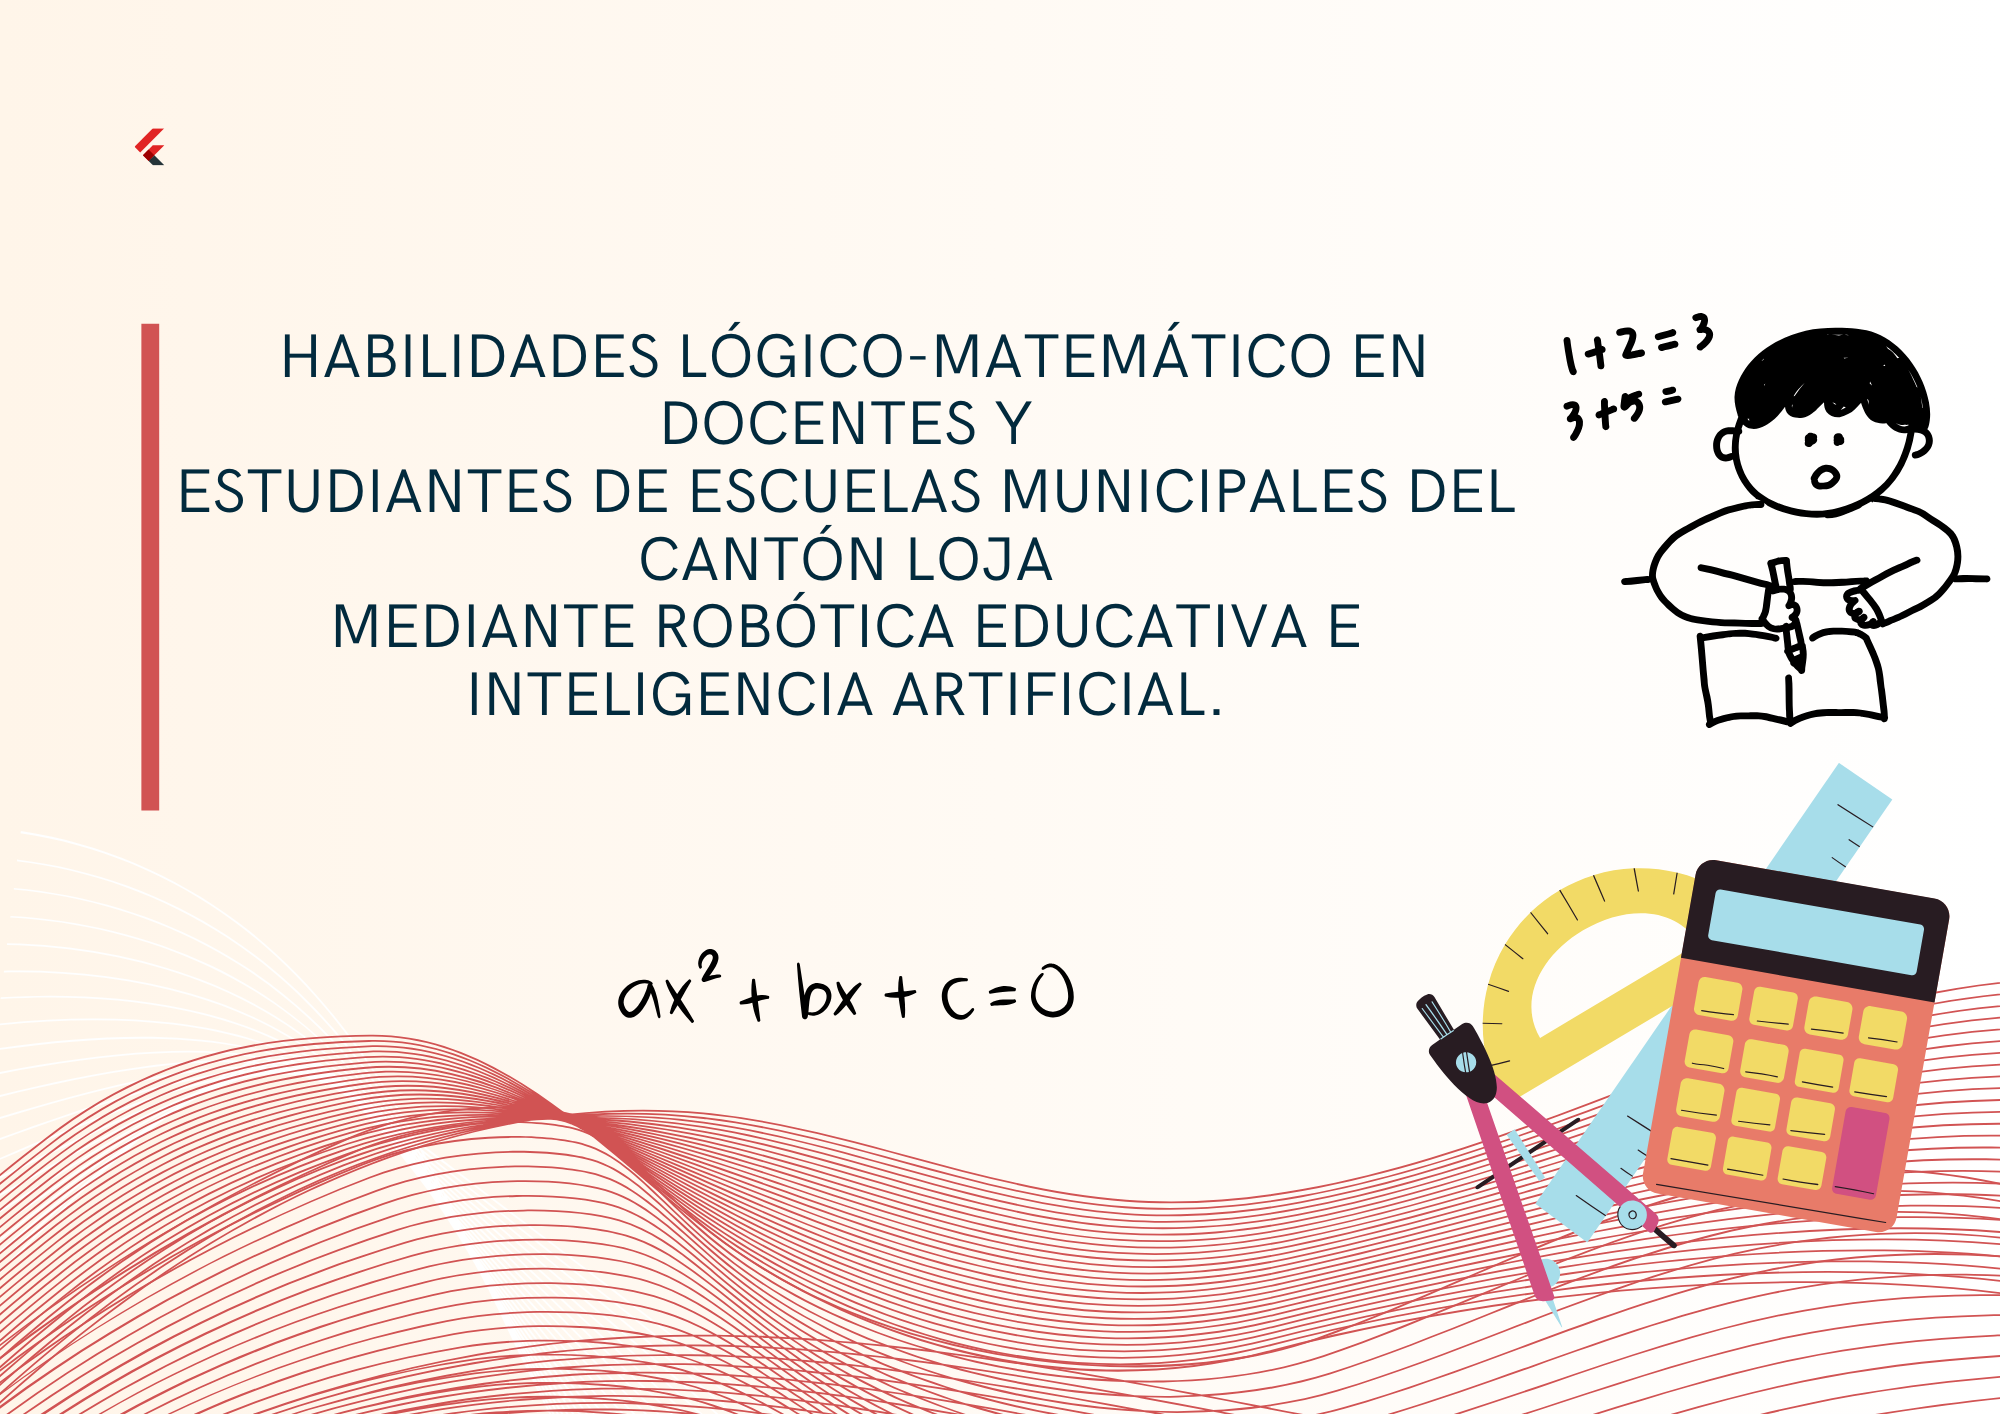 HABILIDADES LÓGICO-MATEMÁTICO EN
DOCENTES Y
ESTUDIANTES DE ESCUELAS MUNICIPALES DEL
CANTÓN LOJA
MEDIANTE ROBÓTICA EDUCATIVA E
INTELIGENCIA ARTIFICIAL.
1+2=3
3+5=
ax²+bx+c=0